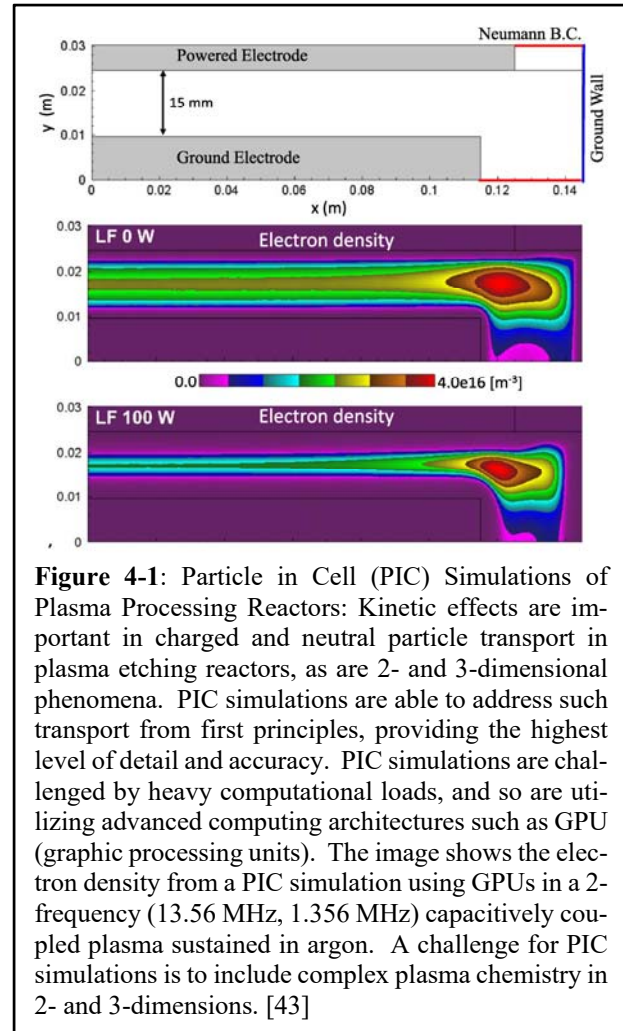 Neumann B.C.
0.03
Powered Electrode
0.02
15 mm
y (m)
0.01
Ground Electrode
Ground Wall
0
0 0.02 0.04 0.06 0.08 0.1 0.12 0.14
x (m)
0.03
LF 0 W Electron density
0.02
0.01
0
0.0 4.0e16 [m⁻³]
0.03
LF 100 W Electron density
0.02
0.01
0
,
Figure 4-1: Particle in Cell (PIC) Simulations of
Plasma Processing Reactors: Kinetic effects are im-
portant in charged and neutral particle transport in
plasma etching reactors, as are 2- and 3-dimensional
phenomena. PIC simulations are able to address such
transport from first principles, providing the highest
level of detail and accuracy. PIC simulations are chal-
lenged by heavy computational loads, and so are uti-
lizing advanced computing architectures such as GPU
(graphic processing units). The image shows the elec-
tron density from a PIC simulation using GPUs in a 2-
frequency (13.56 MHz, 1.356 MHz) capacitively cou-
pled plasma sustained in argon. A challenge for PIC
simulations is to include complex plasma chemistry in
2- and 3-dimensions. [43]